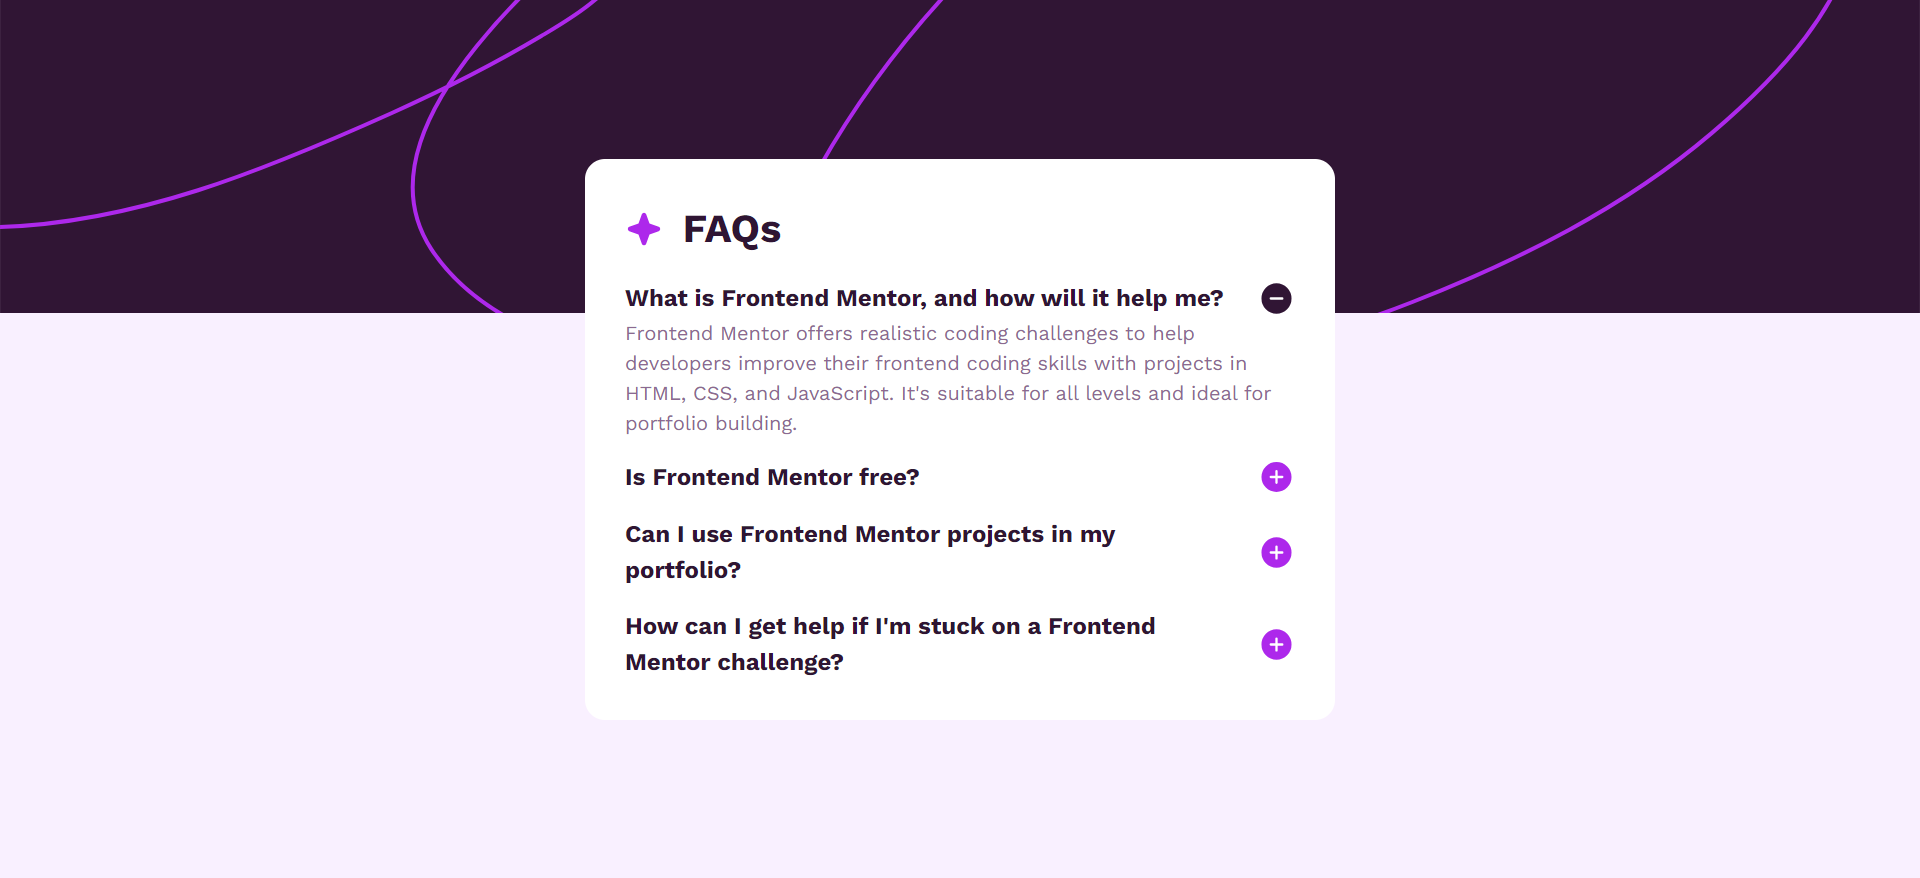 FAQs
What is Frontend Mentor, and how will it help me?
Frontend Mentor offers realistic coding challenges to help
developers improve their frontend coding skills with projects in
HTML, CSS, and JavaScript. It's suitable for all levels and ideal for
portfolio building.
Is Frontend Mentor free?
Can I use Frontend Mentor projects in my
portfolio?
How can I get help if I'm stuck on a Frontend
Mentor challenge?